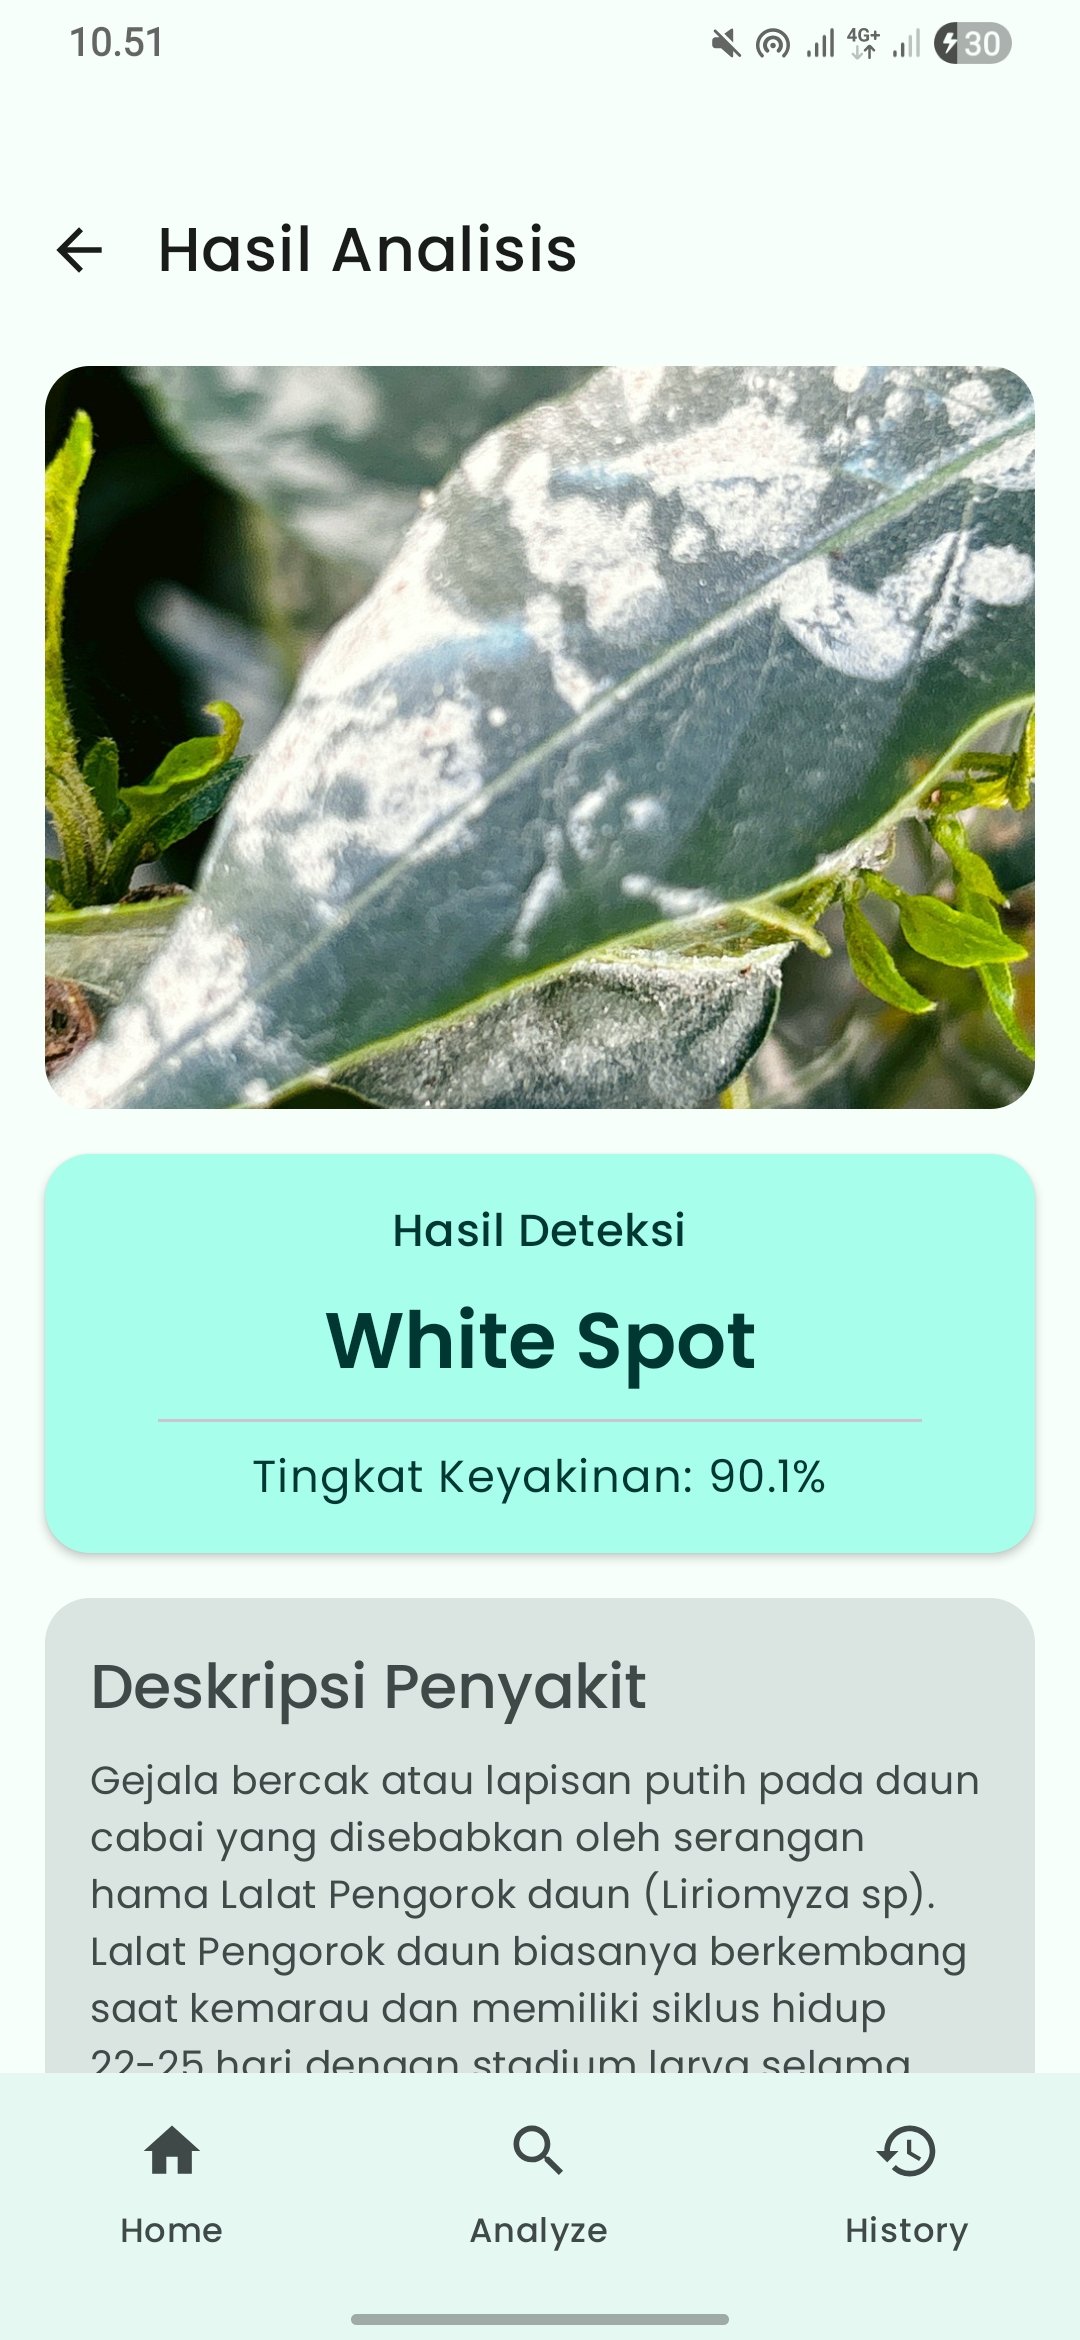 10.51
4G+
30
Hasil Analisis
Hasil Deteksi
White Spot
Tingkat Keyakinan: 90.1%
Deskripsi Penyakit
Gejala bercak atau lapisan putih pada daun
cabai yang disebabkan oleh serangan
hama Lalat Pengorok daun (Liriomyza sp).
Lalat Pengorok daun biasanya berkembang
saat kemarau dan memiliki siklus hidup
22-25 hari dengan stadium larva selama
Home
Analyze
History